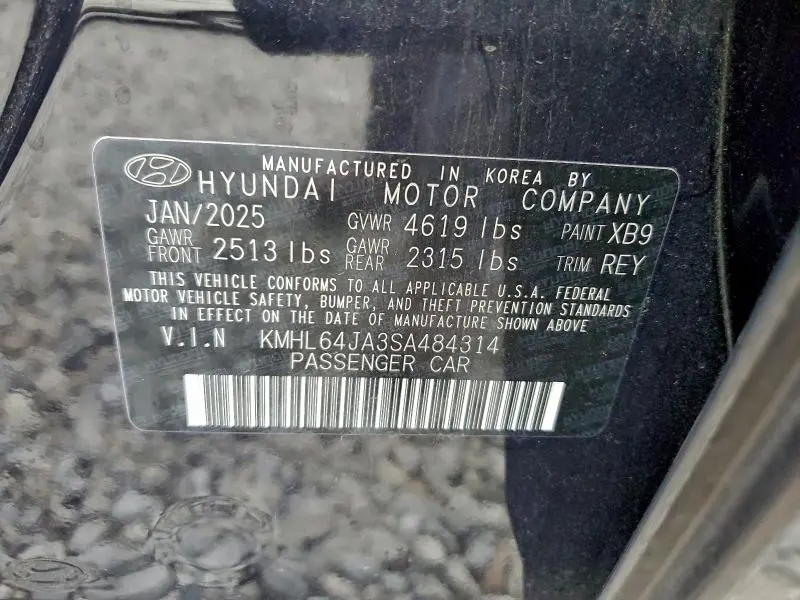 MANUFACTURED IN KOREA BY
HYUNDAI MOTOR COMPANY
JAN/2025 GVWR 4619 lbs PAINT XB9
GAWR FRONT 2513 lbs GAWR REAR 2315 lbs TRIM REY
THIS VEHICLE CONFORMS TO ALL APPLICABLE U.S.A. FEDERAL
MOTOR VEHICLE SAFETY, BUMPER, AND THEFT PREVENTION STANDARDS
IN EFFECT ON THE DATE OF MANUFACTURE SHOWN ABOVE
V.I.N KMHL64JA3SA484314
PASSENGER CAR